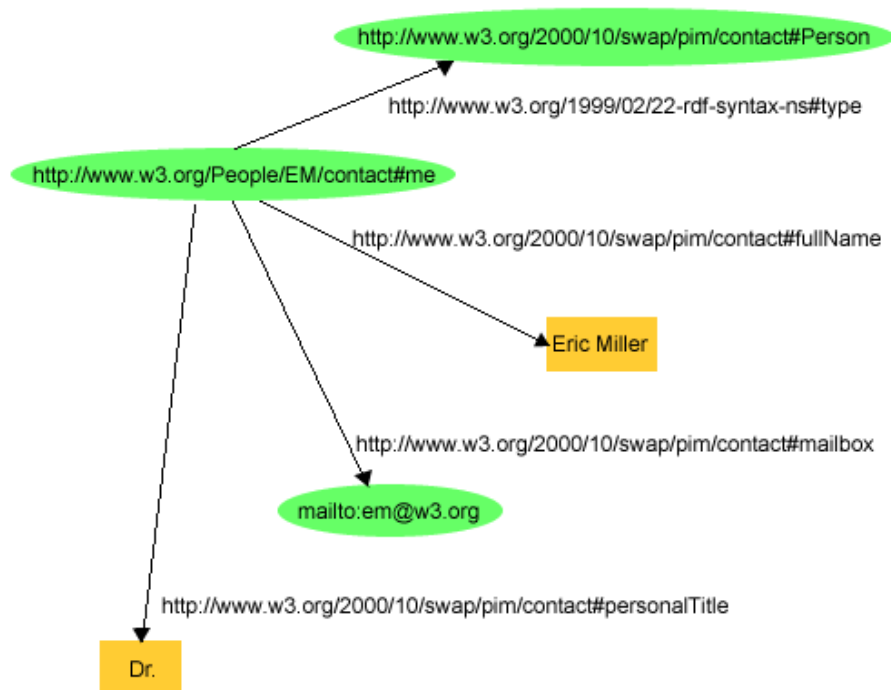 http://www.w3.org/2000/10/swap/pim/contact#Person
http://www.w3.org/1999/02/22-rdf-syntax-ns#type
http://www.w3.org/People/EM/contact#me
http://www.w3.org/2000/10/swap/pim/contact#fullName
Eric Miller
http://www.w3.org/2000/10/swap/pim/contact#mailbox
mailto:em@w3.org
http://www.w3.org/2000/10/swap/pim/contact#personalTitle
Dr.